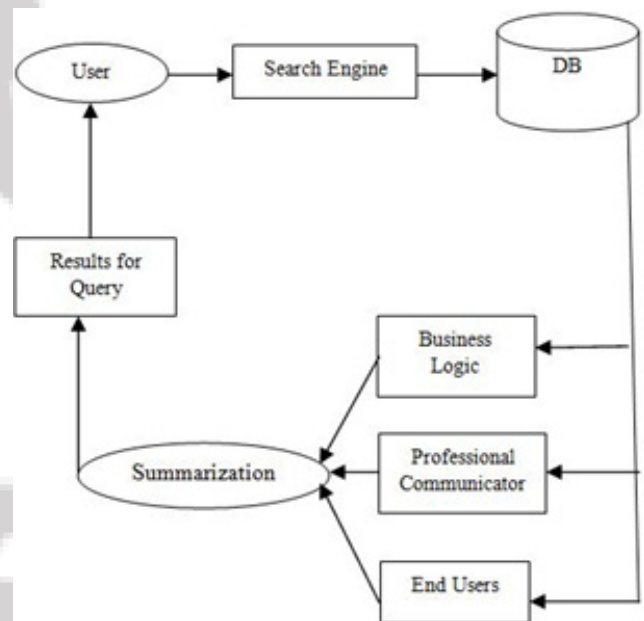 User
Search Engine
DB
Results for
Query
Business
Logic
Summarization
Professional
Communicator
End Users